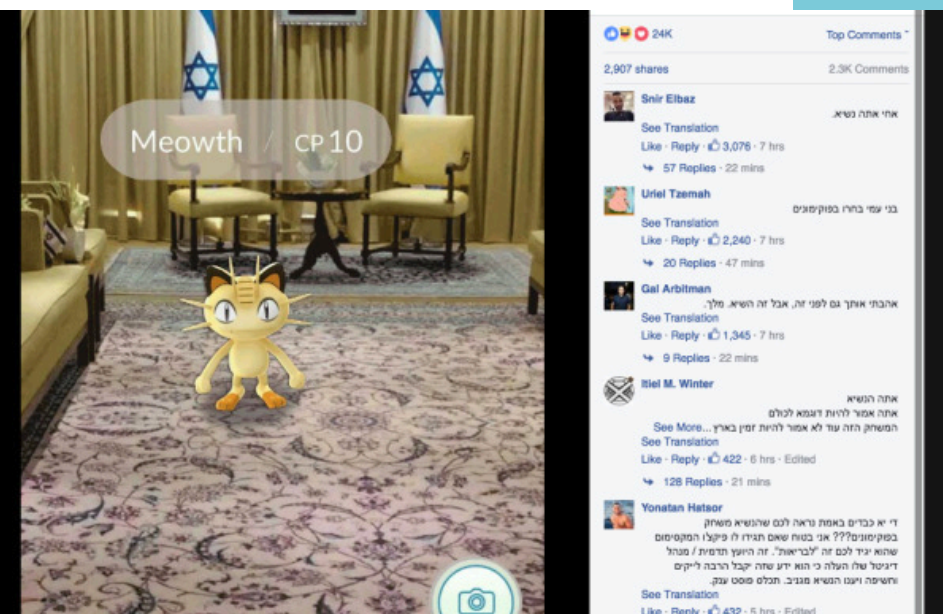 Meowth / CP10
24K
Top Comments
2,907 shares
2.3K Comments
Snir Elbaz
אחי אתה נשיא.
See Translation
Like · Reply · 3,076 · 7 hrs
57 Replies · 22 mins
Uriel Tzemah
בני עמי בחרו בפוקימונים
See Translation
Like · Reply · 2,240 · 7 hrs
20 Replies · 47 mins
Gal Arbitman
אהבתי אותך גם לפני זה, אבל זה השיא. מלך.
See Translation
Like · Reply · 1,345 · 7 hrs
9 Replies · 22 mins
Itiel M. Winter
אתה הנשיא
אתה אמור להיות דוגמא לכולם
המשחק הזה עוד לא אמור להיות זמין בארץ... See More
See Translation
Like · Reply · 422 · 6 hrs · Edited
128 Replies · 21 mins
Yonatan Hatsor
די יא כבדים באמת נראה לכם שהנשיא משחק
בפוקימונים??? אני בטוח שאם תגידו לו פיקצ'ו המקסימום
שהוא יגיד לכם זה "לבריאות". זה היועץ תדמית / מנהל
דיגיטל שלו העלה כי הוא ידע שזה יקבל הרבה לייקים
וחשיפה ויענו הנשיא מגניב. תכלס פוסט ענק.
See Translation
Like · Reply · 432 · 5 hrs · Edited